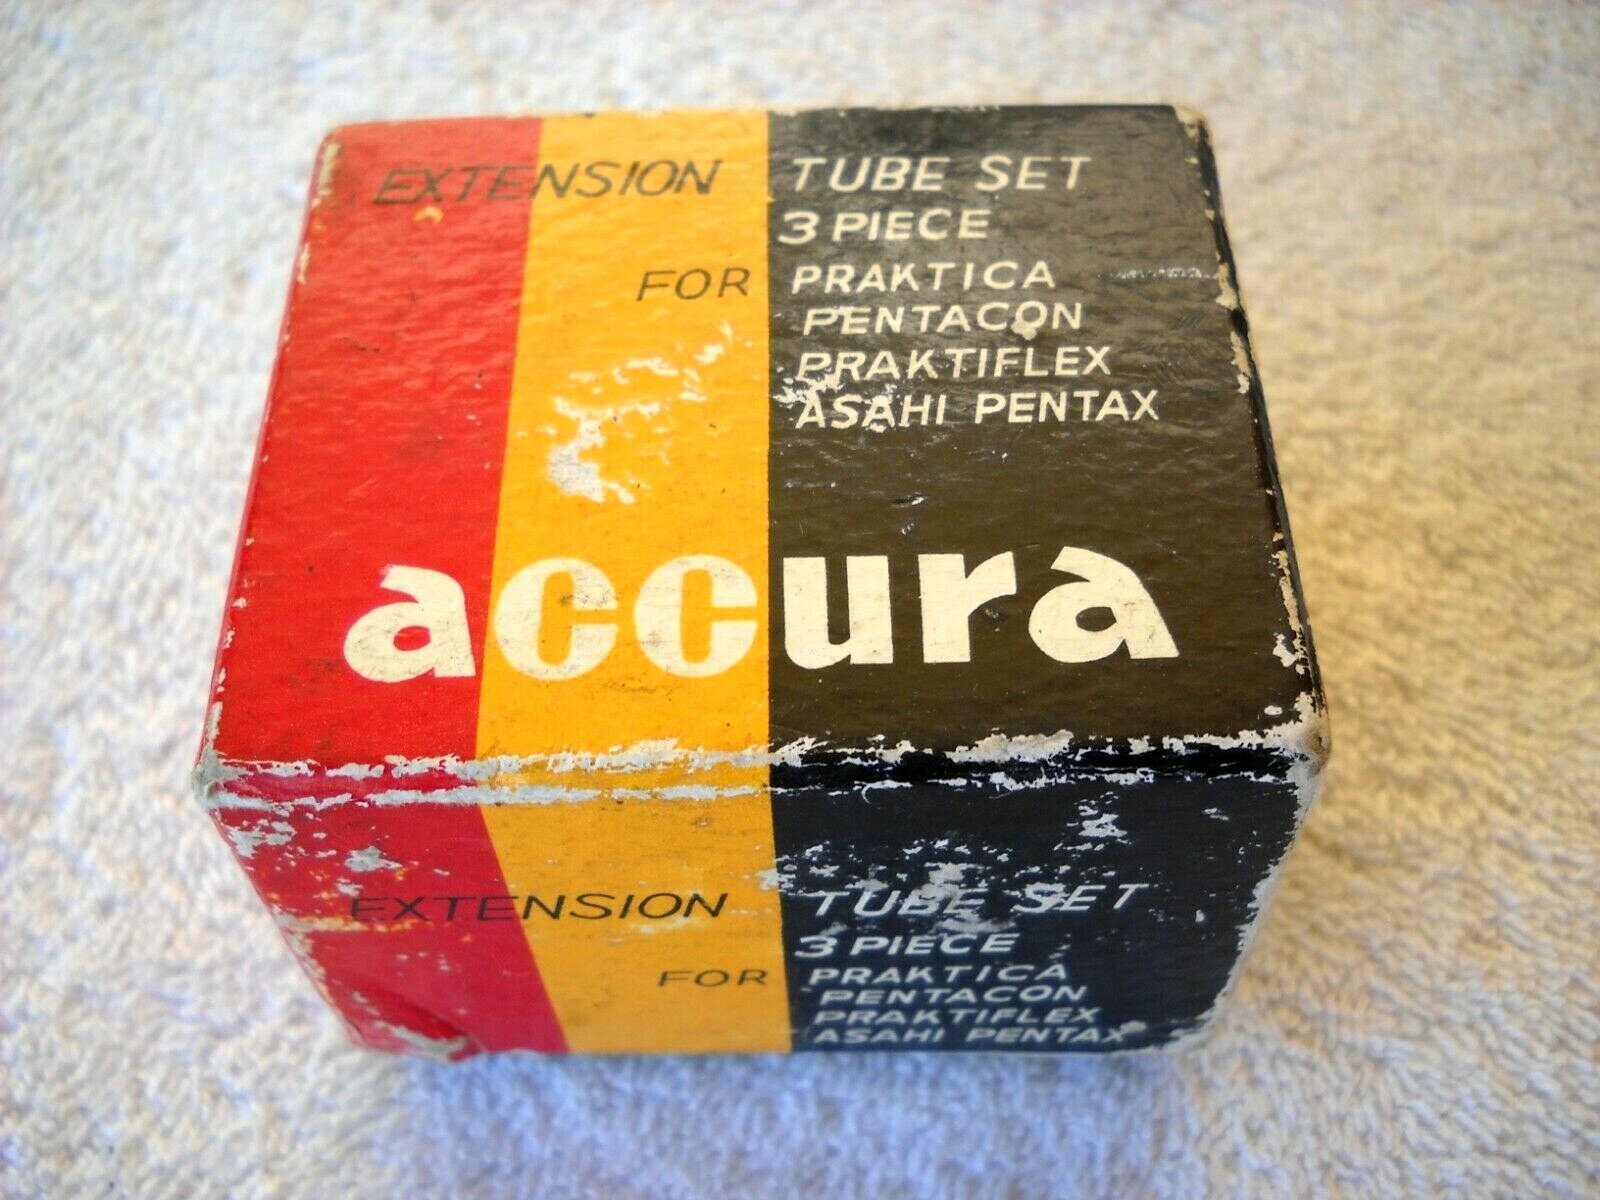 EXTENSION TUBE SET
3 PIECE
FOR PRAKTICA
PENTACON
PRAKTIFLEX
ASAHI PENTAX
accura
EXTENSION TUBE SET
3 PIECE
FOR PRAKTICA
PENTACON
PRAKTIFLEX
ASAHI PENTAX